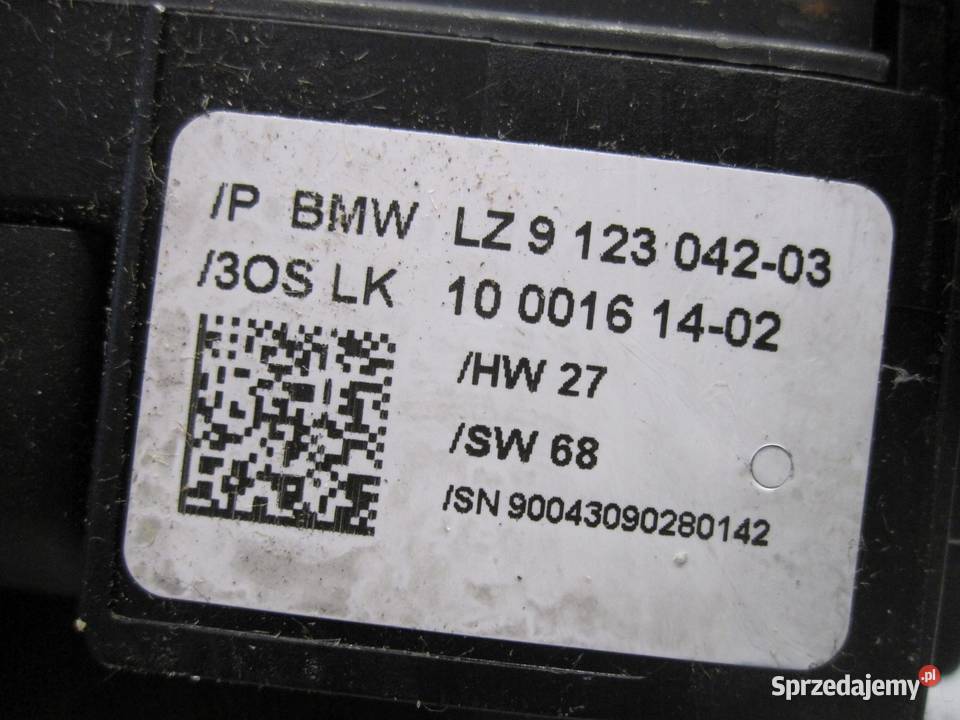 /P BMW LZ 9 123 042-03
/3OS LK 10 0016 14-02
/HW 27
/SW 68
/SN 90043090280142
Sprzedajemy.pl